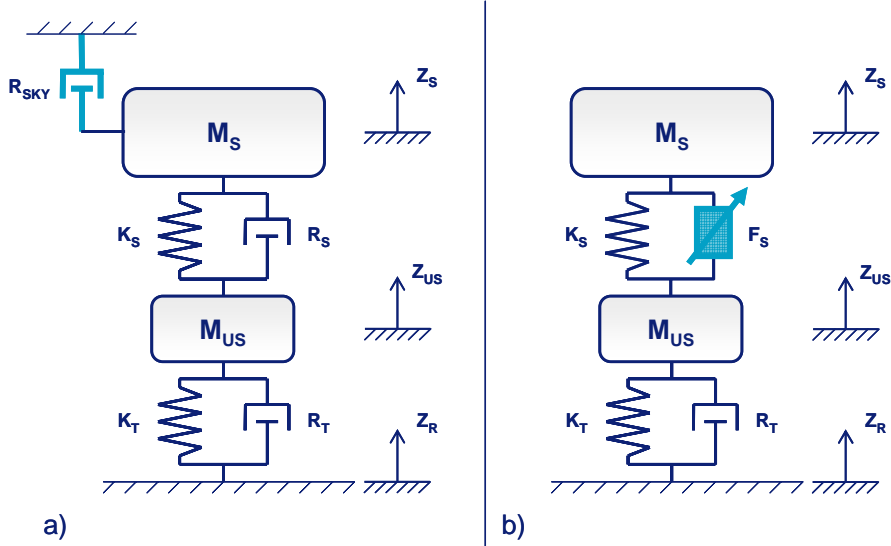 Z_S
Z_S
R_SKY
M_S
M_S
K_S
R_S
K_S
F_S
Z_US
Z_US
M_US
M_US
K_T
R_T
Z_R
K_T
R_T
Z_R
a)
b)